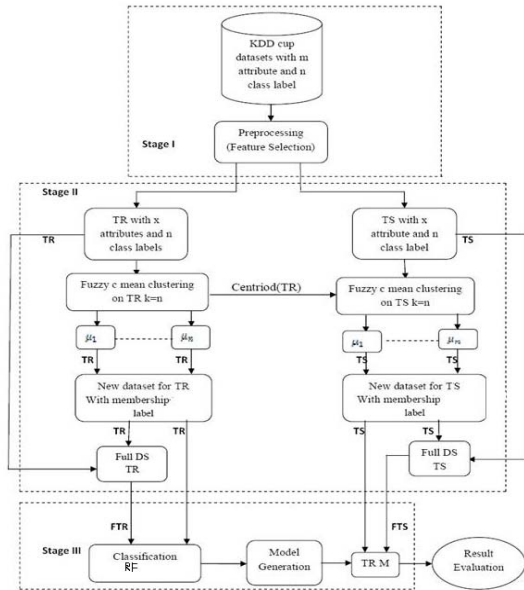 KDD cup
datasets with m
attribute and n
class label
Preprocessing
(Feature Selection)
Stage I
Stage II
TR with x
attributes and n
class labels
TS with x
attribute and n
class label
TR
TS
Fuzzy c mean clustering
on TR k=n
Centriod(TR)
Fuzzy c mean clustering
on TS k=n
μ1
μn
μ1
μn
TR
TR
TS
TS
New dataset for TR
With membership
label
New dataset for TS
With membership
label
TR
TR
TS
TS
Full DS
TR
Full DS
TS
FTR
FTS
Stage III
Classification
RF
Model
Generation
TR M
Result
Evaluation